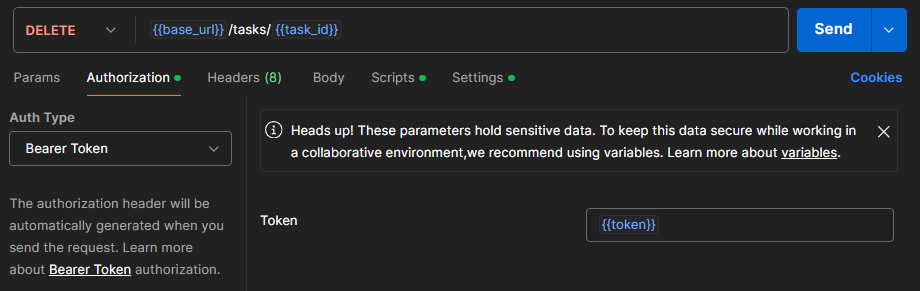 DELETE {{base_url}} /tasks/ {{task_id}} Send
Params Authorization Headers (8) Body Scripts Settings Cookies
Auth Type
Bearer Token
The authorization header will be
automatically generated when you
send the request. Learn more
about Bearer Token authorization.
Heads up! These parameters hold sensitive data. To keep this data secure while working in
a collaborative environment,we recommend using variables. Learn more about variables.
Token {{token}}